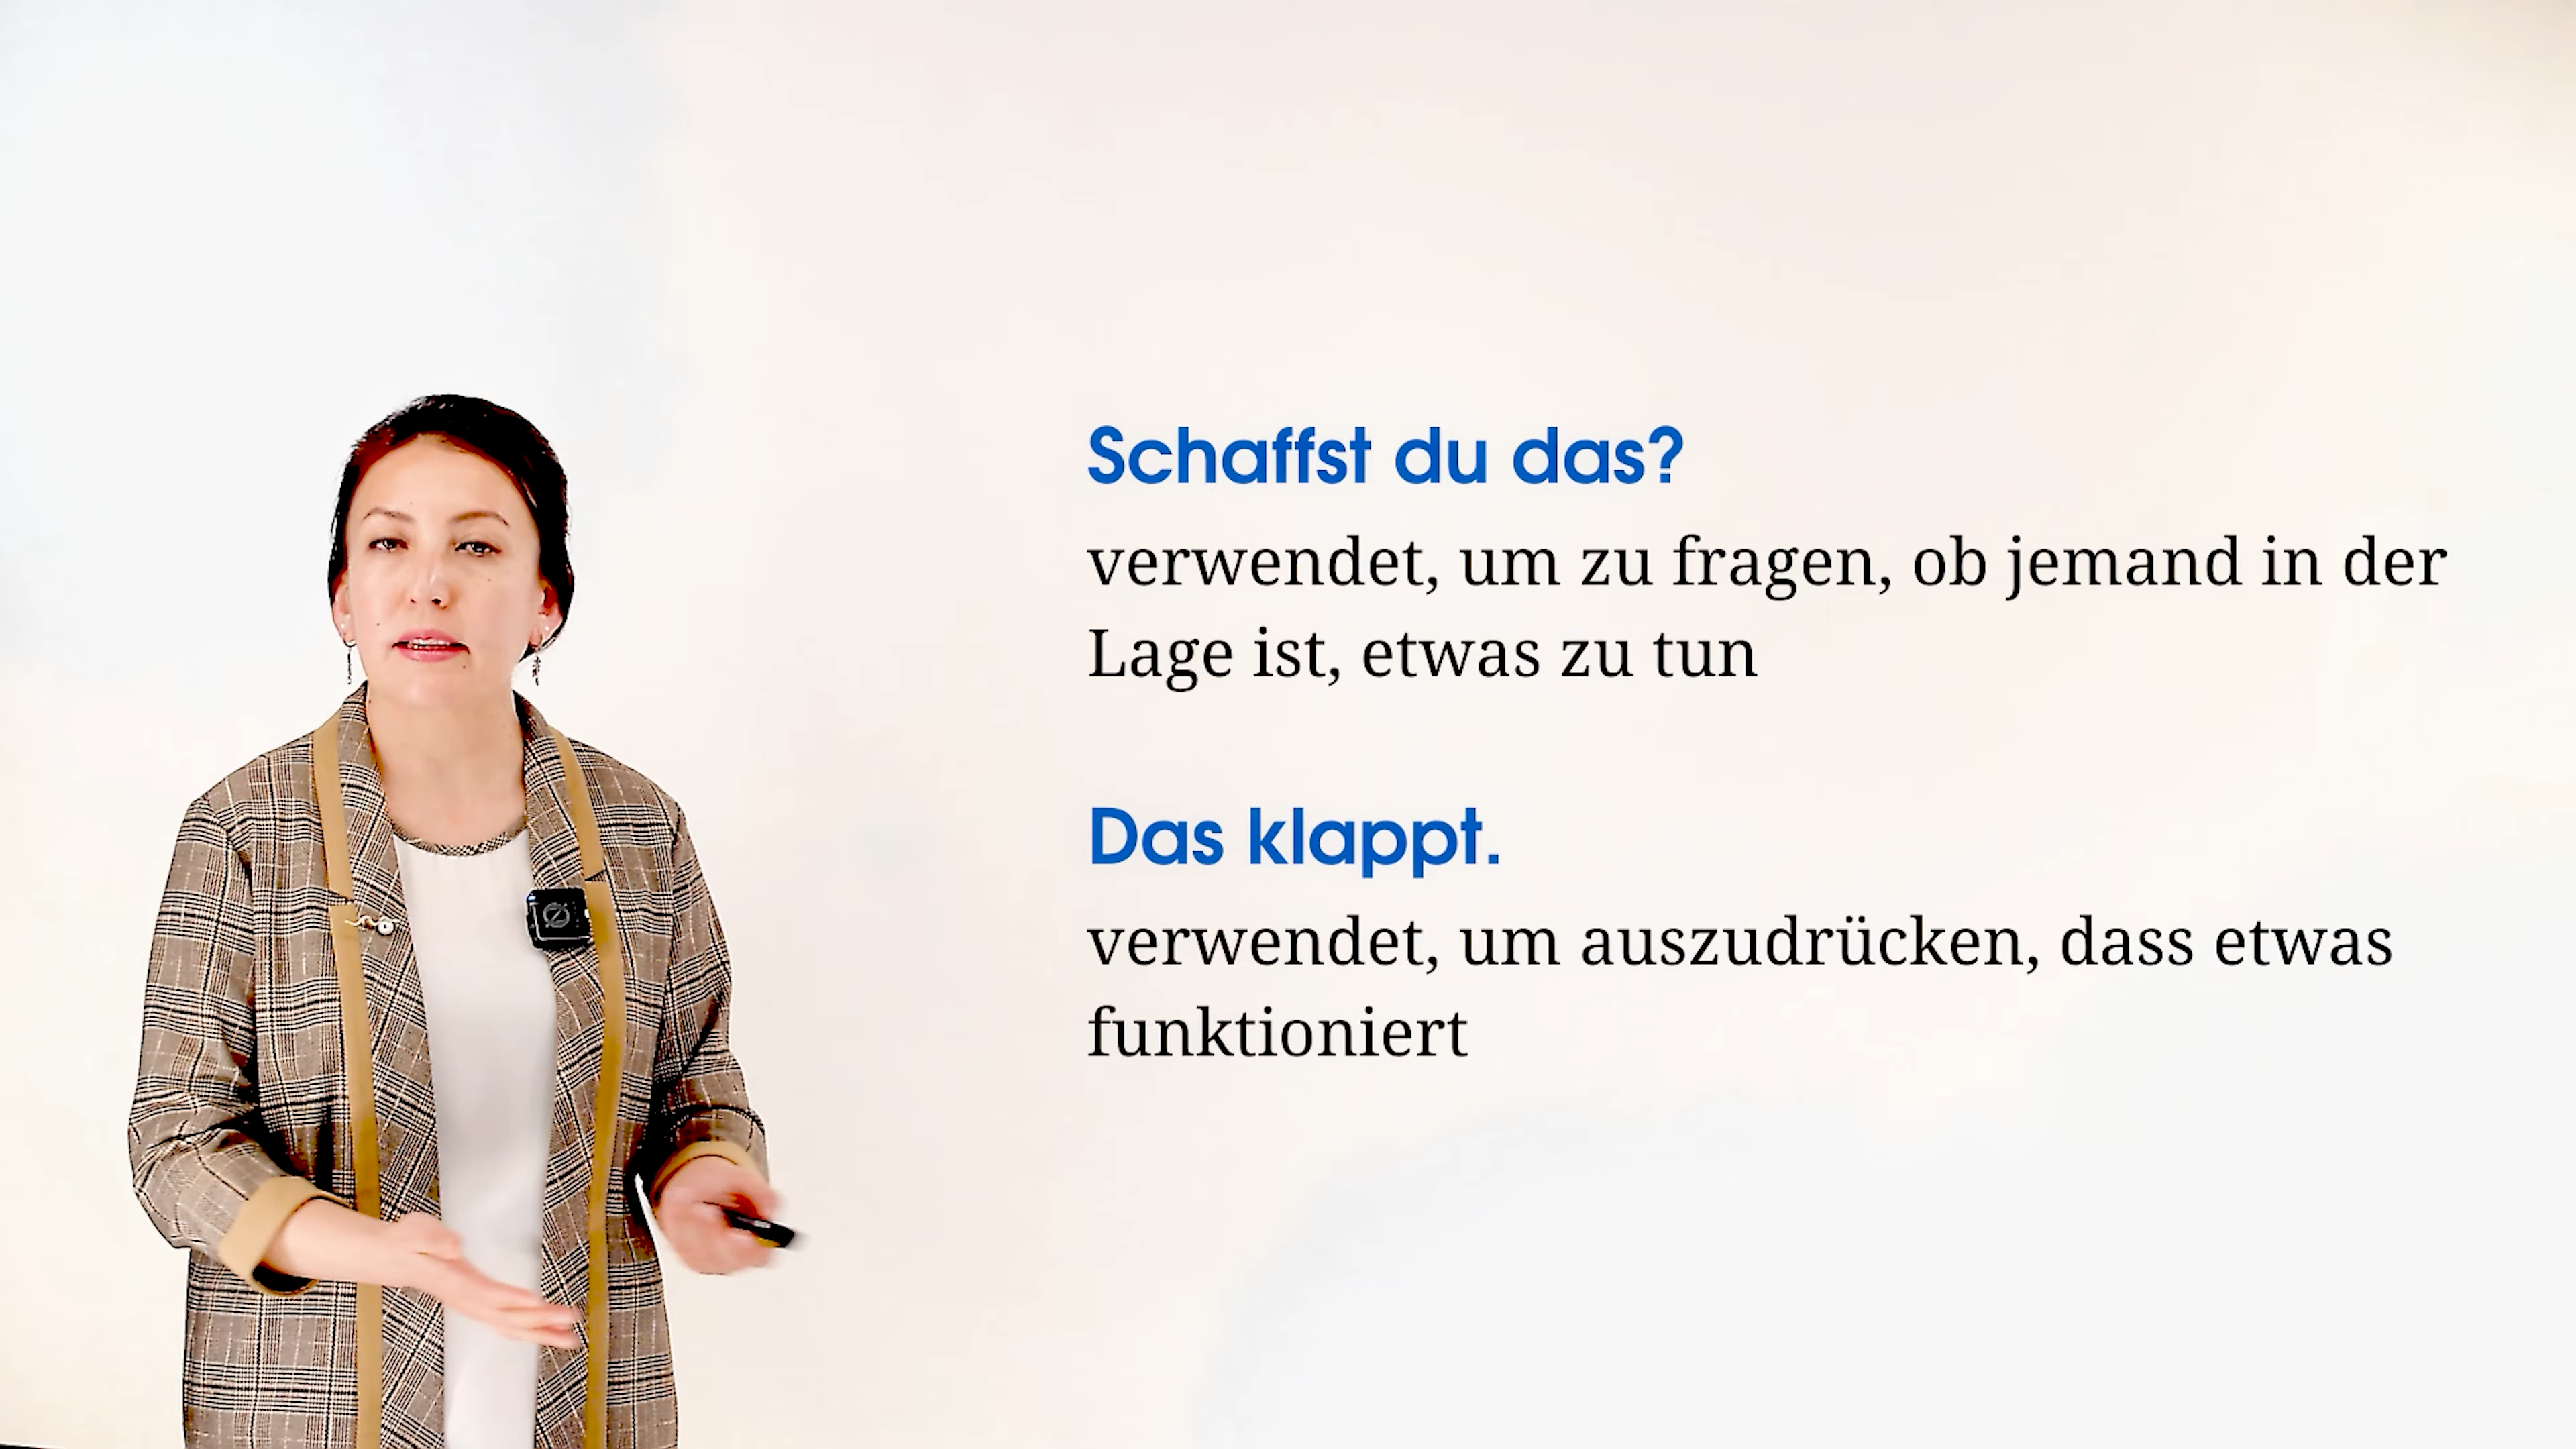 Schaffst du das?
verwendet, um zu fragen, ob jemand in der
Lage ist, etwas zu tun
Das klappt.
verwendet, um auszudrücken, dass etwas
funktioniert